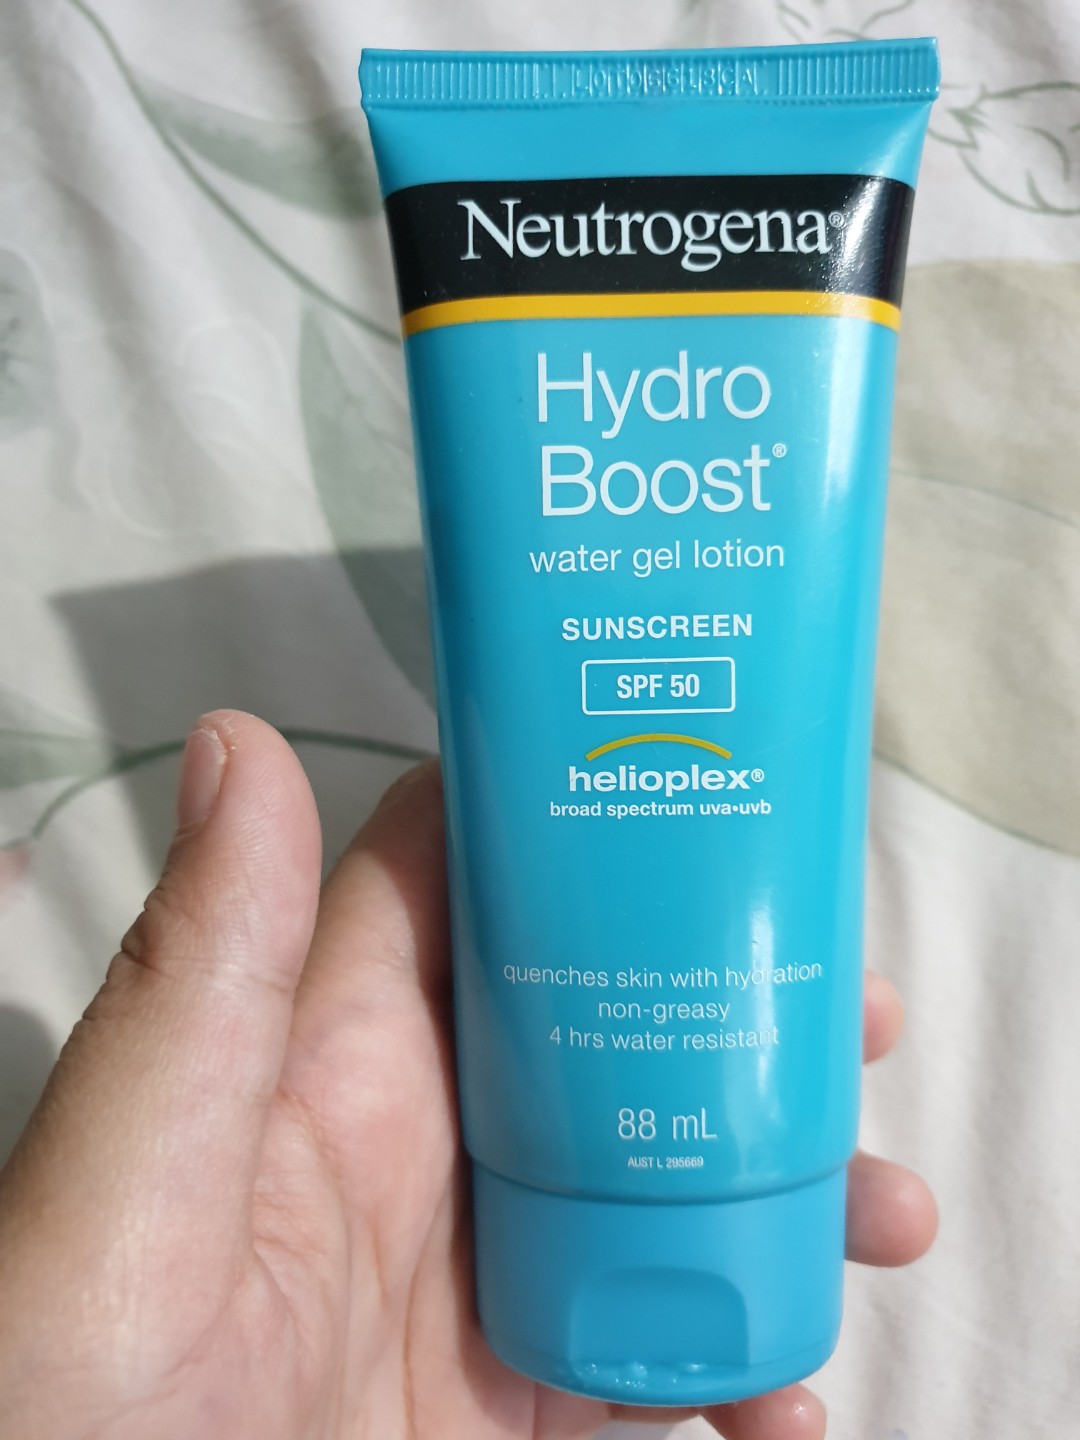 Neutrogena®
Hydro
Boost®
water gel lotion
SUNSCREEN
SPF 50
helioplex®
broad spectrum uva•uvb
quenches skin with hydration
non-greasy
4 hrs water resistant
88 mL
AUST L 295669